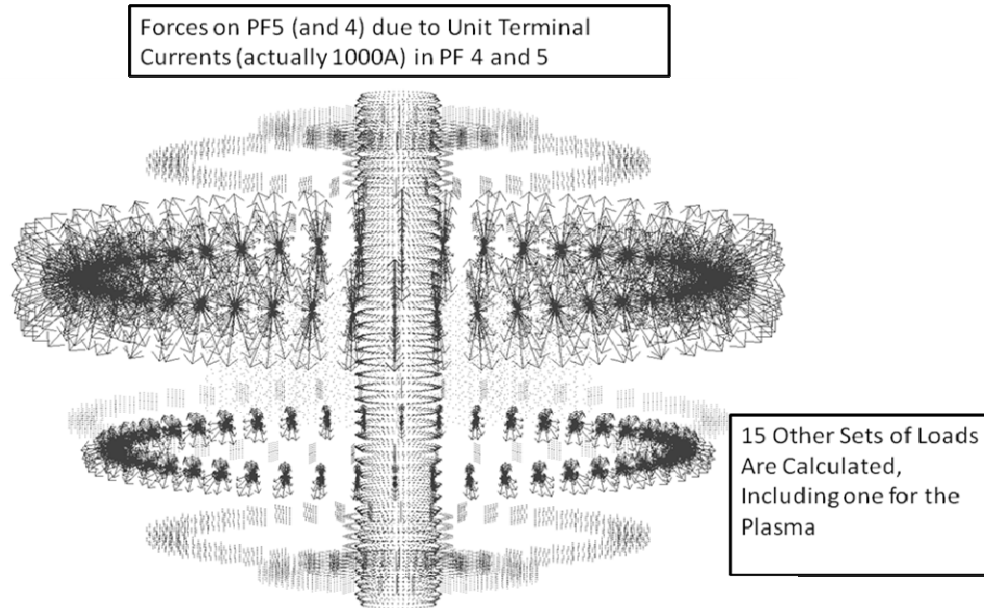 Forces on PF5 (and 4) due to Unit Terminal
Currents (actually 1000A) in PF 4 and 5
15 Other Sets of Loads
Are Calculated,
Including one for the
Plasma